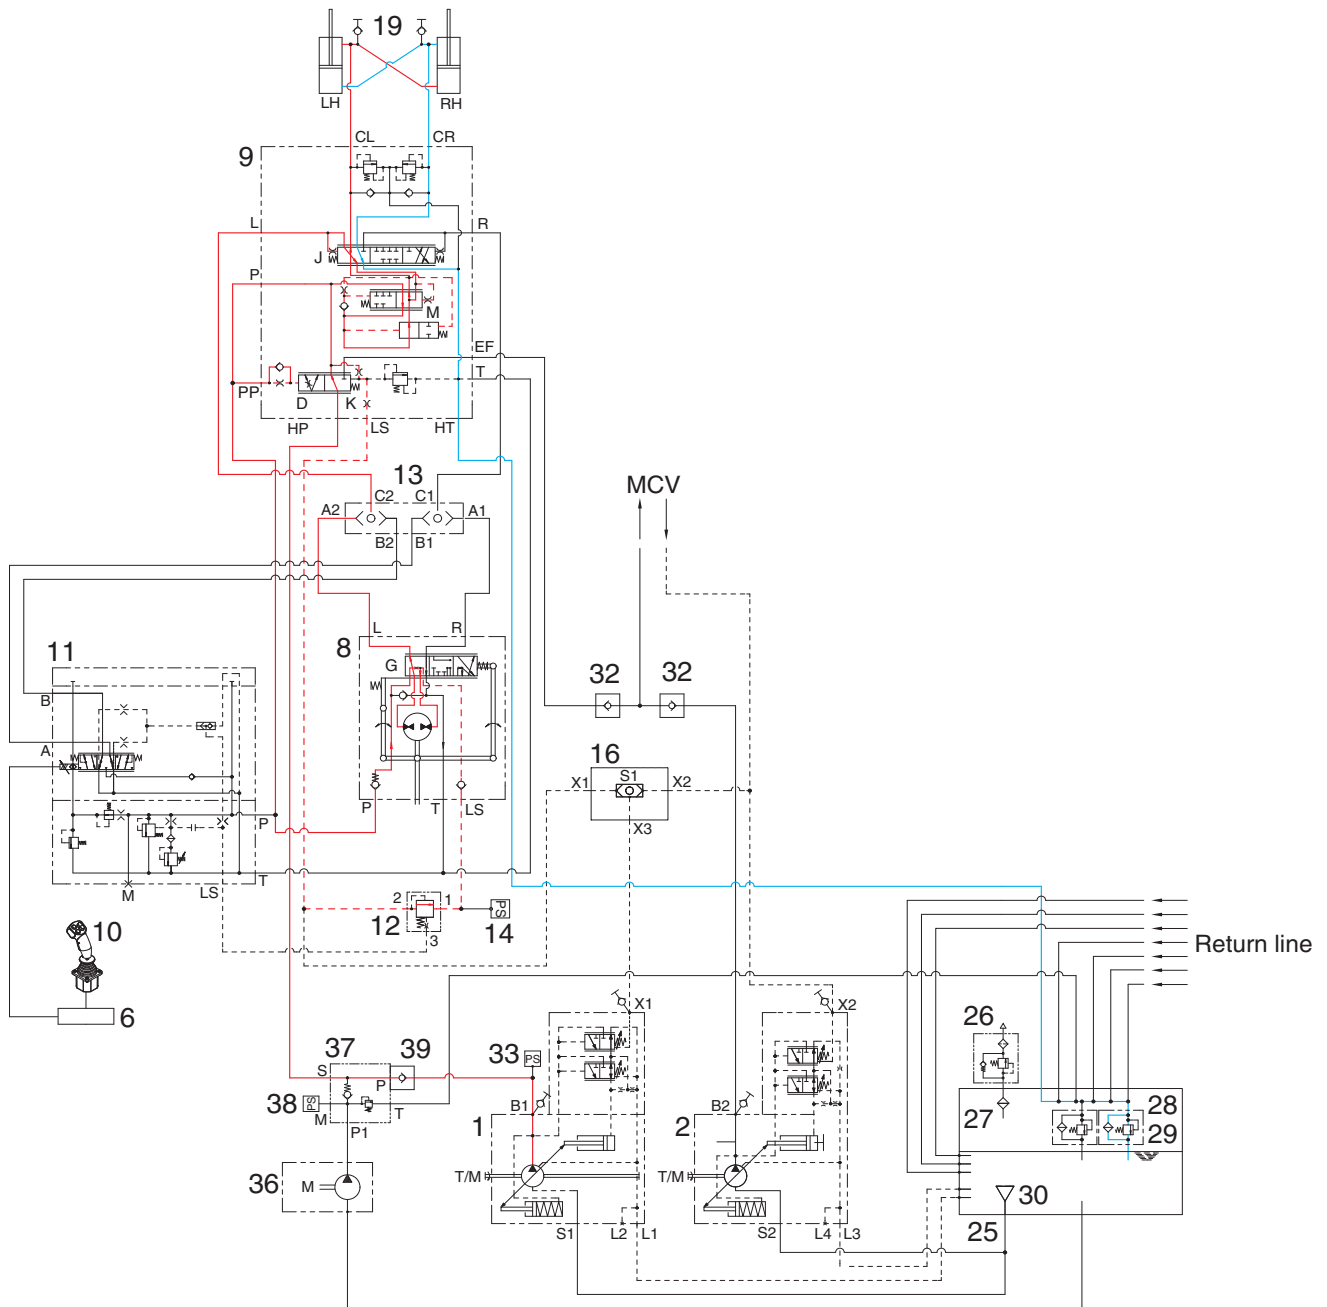 19
LH
RH
CL
CR
9
L
R
J
P
M
EF
T
PP
D
K
HP
LS
HT
13
C2
C1
A2
A1
B2
B1
MCV
L
R
8
G
11
B
A
32
32
16
X1
S1
X2
X3
P
T
LS
P
M
LS
T
2
1
12
3
PS
14
10
6
Return line
X1
X2
26
37
39
33
PS
S
P
38
PS
M
T
P1
B1
B2
1
2
27
28
29
36
M
T/M
T/M
30
S1
L2
L1
S2
L4
L3
25